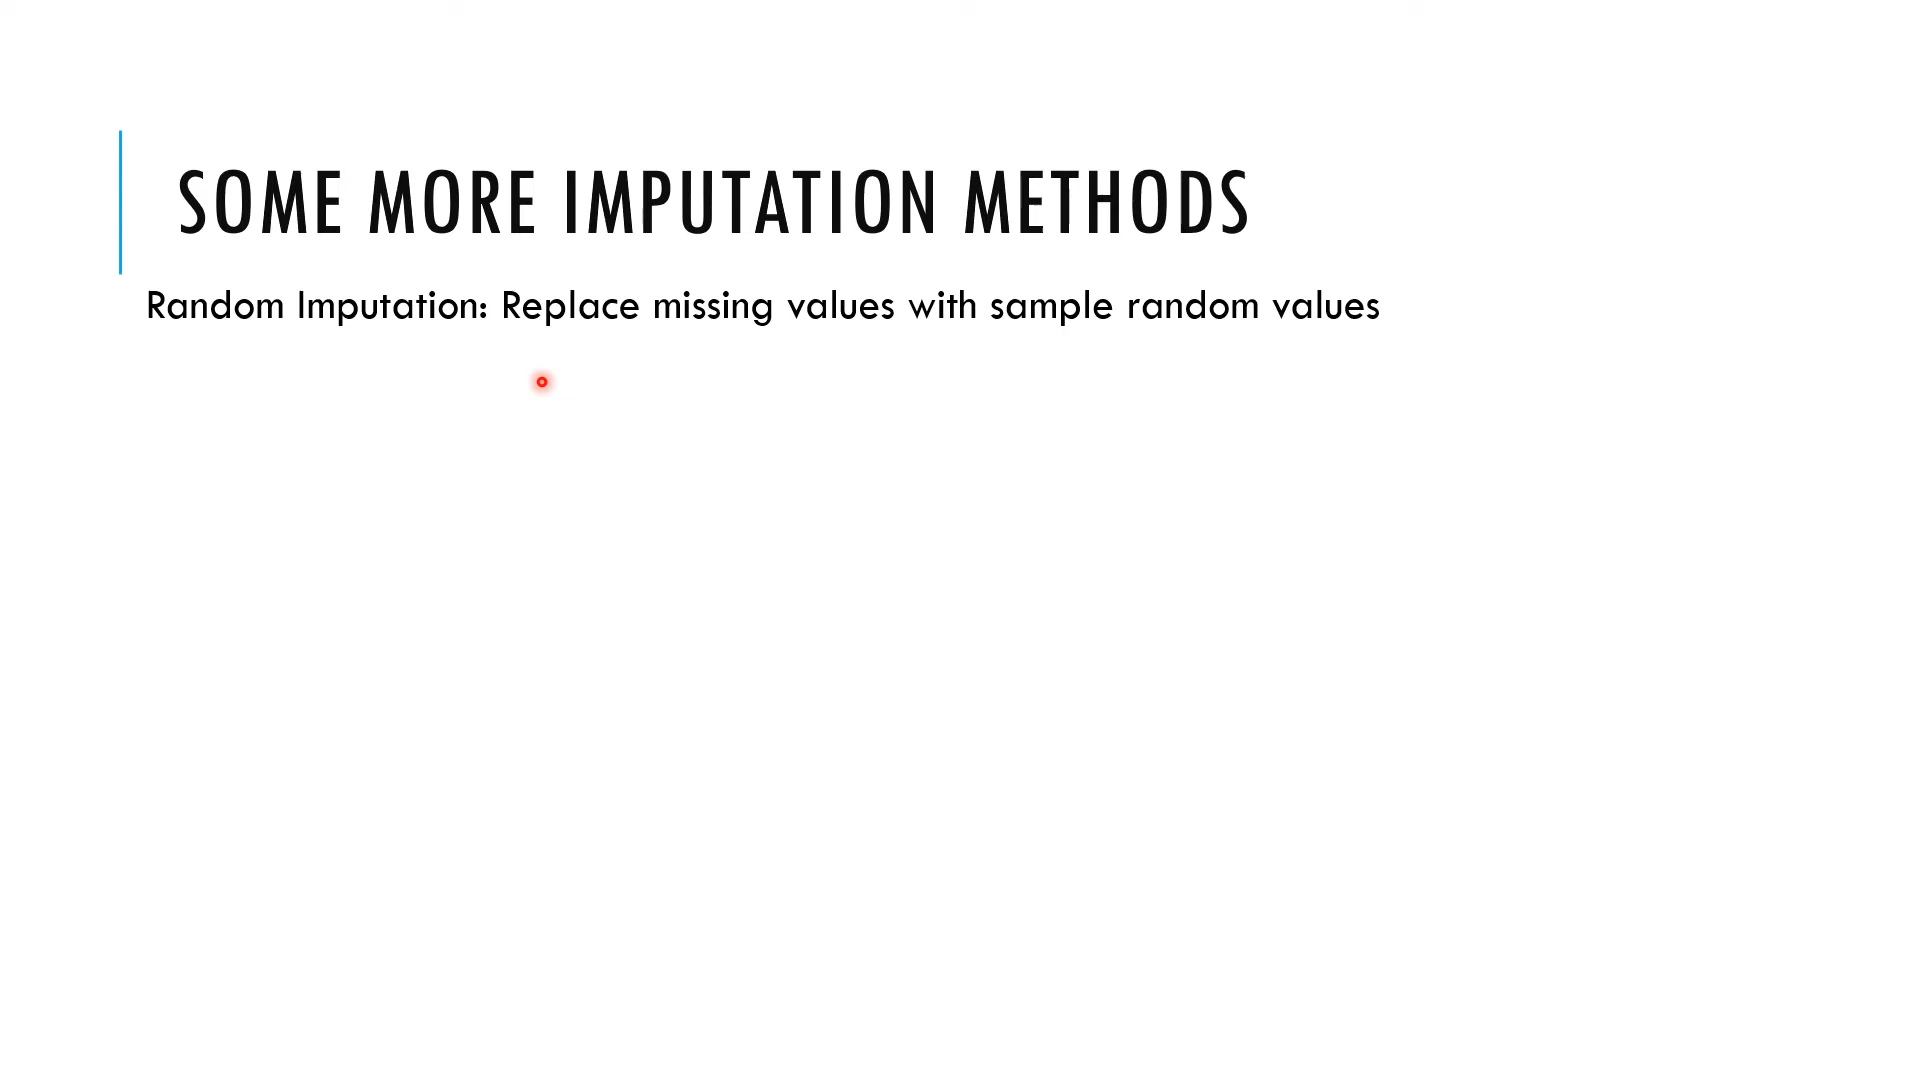 SOME MORE IMPUTATION METHODS
Random Imputation: Replace missing values with sample random values